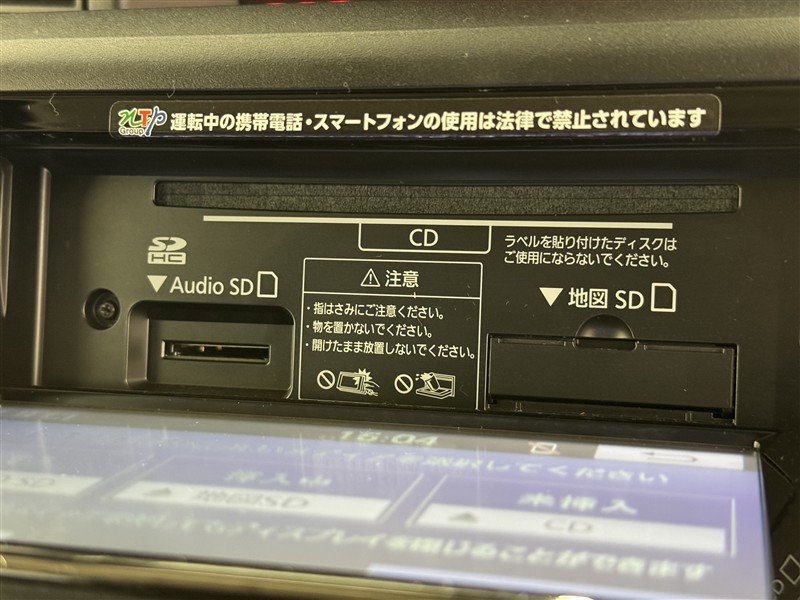 NTP Group 運転中の携帯電話・スマートフォンの使用は法律で禁止されています
CD
ラベルを貼り付けたディスクは
ご使用にならないでください。
SD HC
▼Audio SD
⚠注意
・指はさみにご注意ください。
・物を置かないでください。
・開けたまま放置しないでください。
▼地図 SD
15:04
未挿入
CD